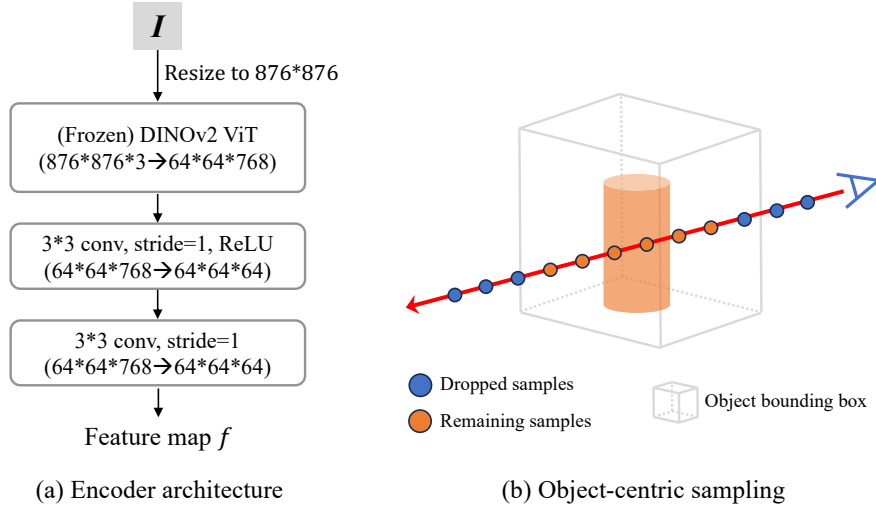 I
Resize to 876*876
(Frozen) DINOv2 ViT
(876*876*3→64*64*768)
3*3 conv, stride=1, ReLU
(64*64*768→64*64*64)
3*3 conv, stride=1
(64*64*768→64*64*64)
Feature map f
(a) Encoder architecture
Dropped samples
Remaining samples
Object bounding box
(b) Object-centric sampling